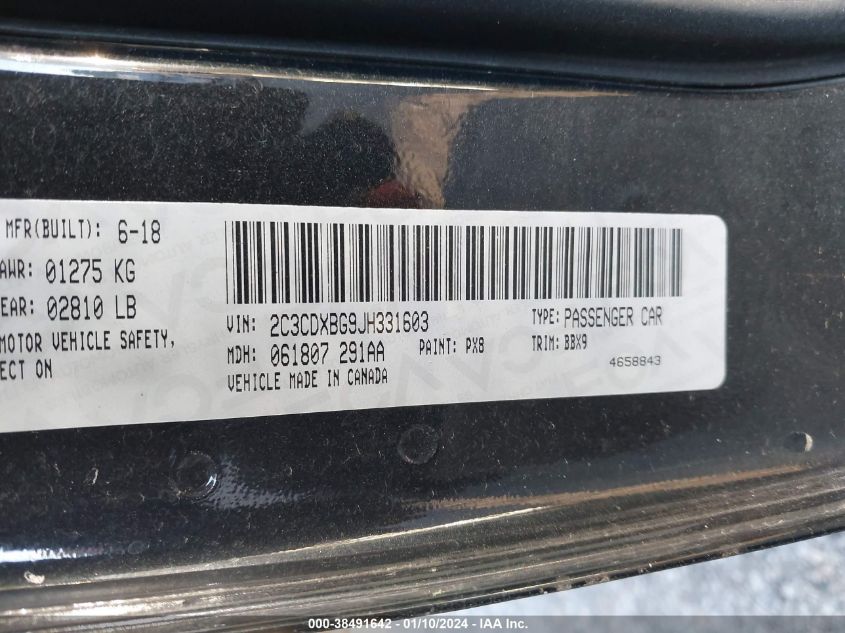 MFR(BUILT): 6-18
AWR: 01275 KG
EAR: 02810 LB
MOTOR VEHICLE SAFETY,
ECT ON
VIN: 2C3CDXBG9JH331603 TYPE: PASSENGER CAR
MDH: 061807 291AA PAINT: PX8 TRIM: BBX9
VEHICLE MADE IN CANADA 4658843
000-38491642 - 01/10/2024 - IAA Inc.